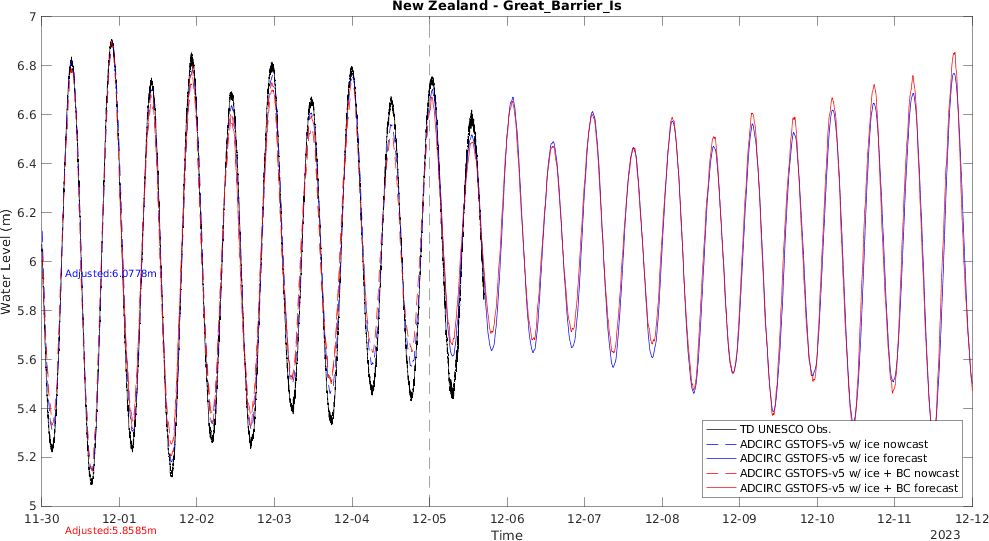 New Zealand - Great_Barrier_Is
Water Level (m)
7
6.8
6.6
6.4
6.2
6
5.8
5.6
5.4
5.2
5
Adjusted:6.0778m
Adjusted:5.8585m
TD UNESCO Obs.
ADCIRC GSTOFS-v5 w/ ice nowcast
ADCIRC GSTOFS-v5 w/ ice forecast
ADCIRC GSTOFS-v5 w/ ice + BC nowcast
ADCIRC GSTOFS-v5 w/ ice + BC forecast
11-30 12-01 12-02 12-03 12-04 12-05 12-06 12-07 12-08 12-09 12-10 12-11 12-12
Time
2023